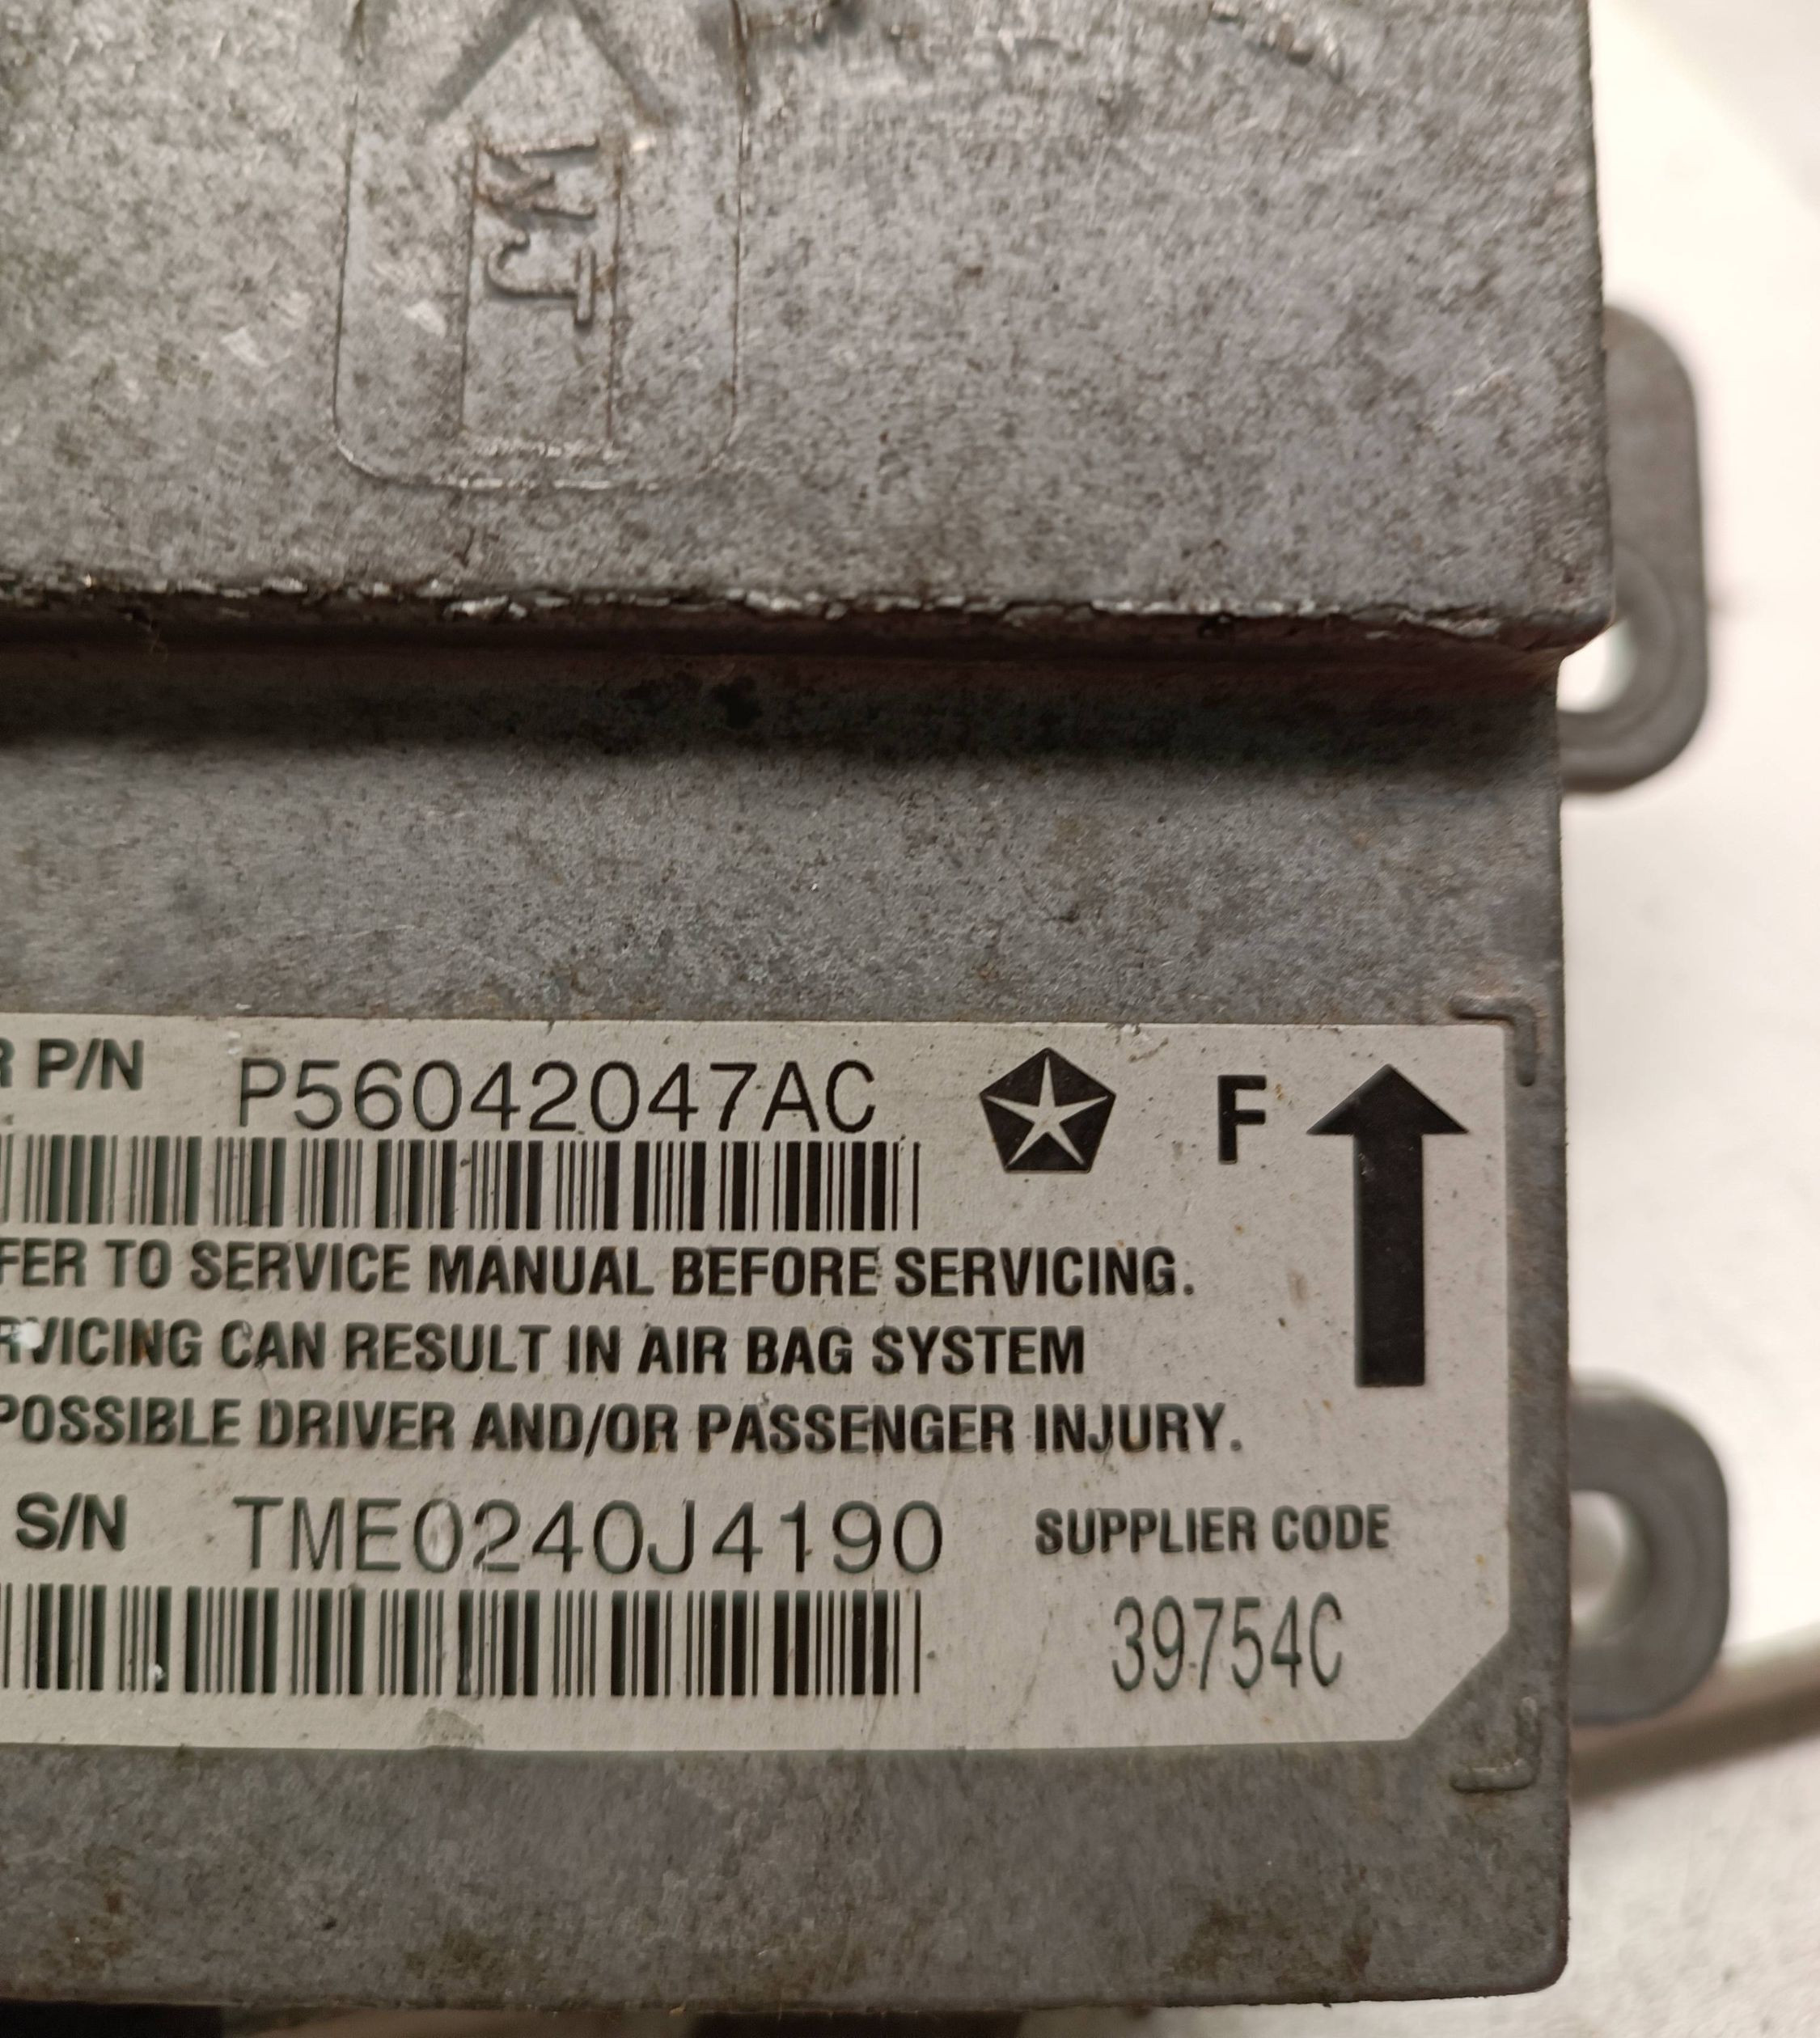 WJ
R P/N P56042047AC F
FER TO SERVICE MANUAL BEFORE SERVICING.
RVICING CAN RESULT IN AIR BAG SYSTEM
POSSIBLE DRIVER AND/OR PASSENGER INJURY.
S/N TME0240J4190 SUPPLIER CODE
39754C